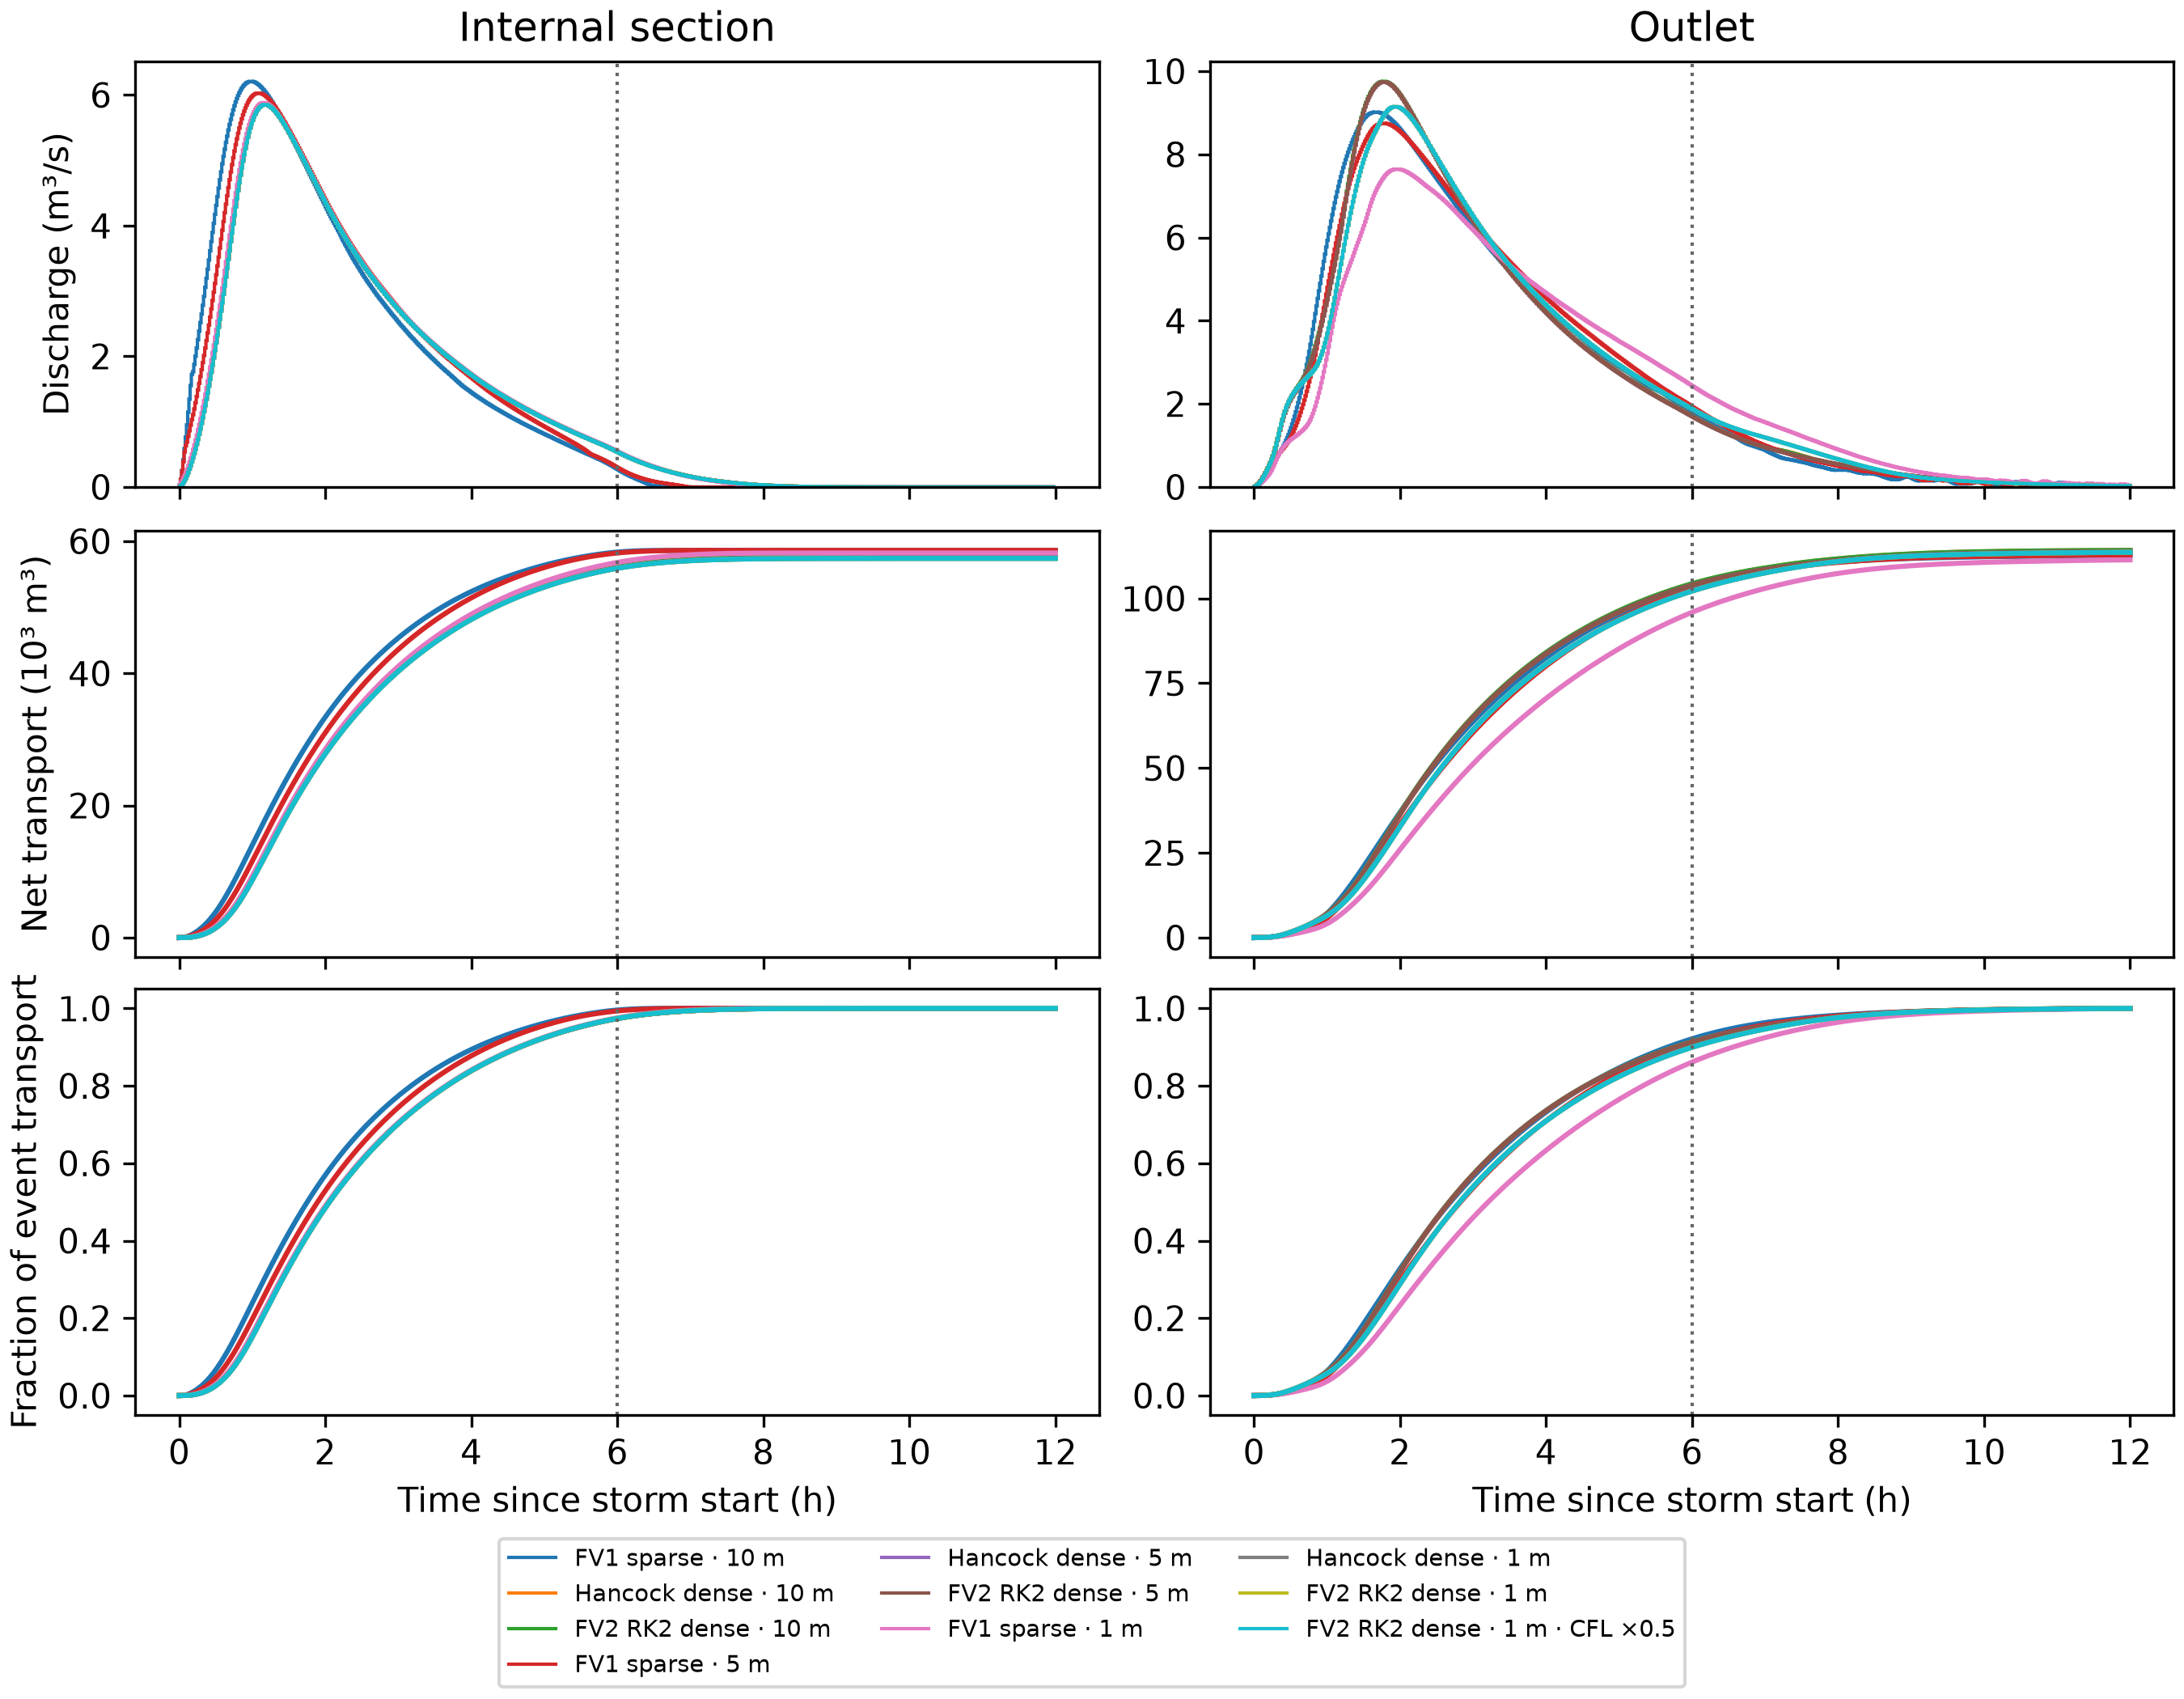 Internal section
Outlet
Discharge (m³/s)
6
4
2
0
10
8
6
4
2
0
Net transport (10³ m³)
60
40
20
0
100
75
50
25
0
Fraction of event transport
1.0
0.8
0.6
0.4
0.2
0.0
1.0
0.8
0.6
0.4
0.2
0.0
0 2 4 6 8 10 12
0 2 4 6 8 10 12
Time since storm start (h)
Time since storm start (h)
FV1 sparse · 10 m
Hancock dense · 10 m
FV2 RK2 dense · 10 m
FV1 sparse · 5 m
Hancock dense · 5 m
FV2 RK2 dense · 5 m
FV1 sparse · 1 m
Hancock dense · 1 m
FV2 RK2 dense · 1 m
FV2 RK2 dense · 1 m · CFL ×0.5